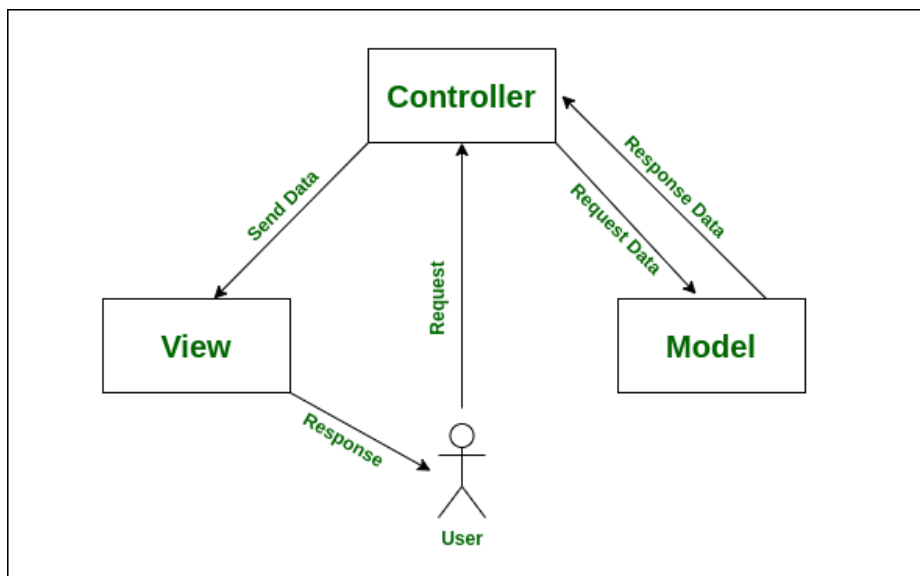 Controller
Send Data
Request
Request Data
Response Data
View
Model
Response
User